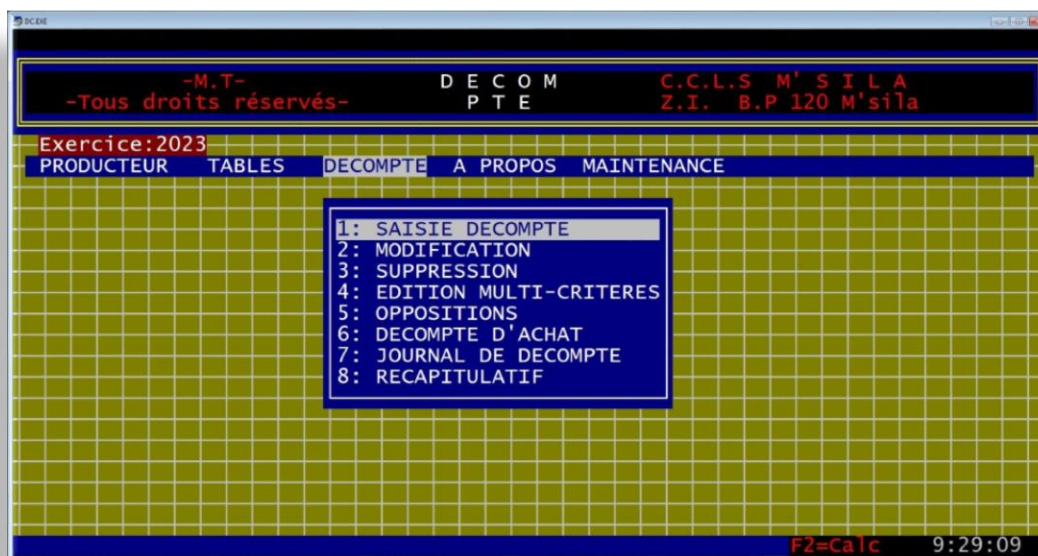 DC.EXE
-M.T- D E C O M C.C.L.S M' S I L A
-Tous droits réservés- P T E Z.I. B.P 120 M'sila
Exercice:2023
PRODUCTEUR TABLES DECOMPTE A PROPOS MAINTENANCE
1: SAISIE DECOMPTE
2: MODIFICATION
3: SUPPRESSION
4: EDITION MULTI-CRITERES
5: OPPOSITIONS
6: DECOMPTE D'ACHAT
7: JOURNAL DE DECOMPTE
8: RECAPITULATIF
F2=Calc 9:29:09